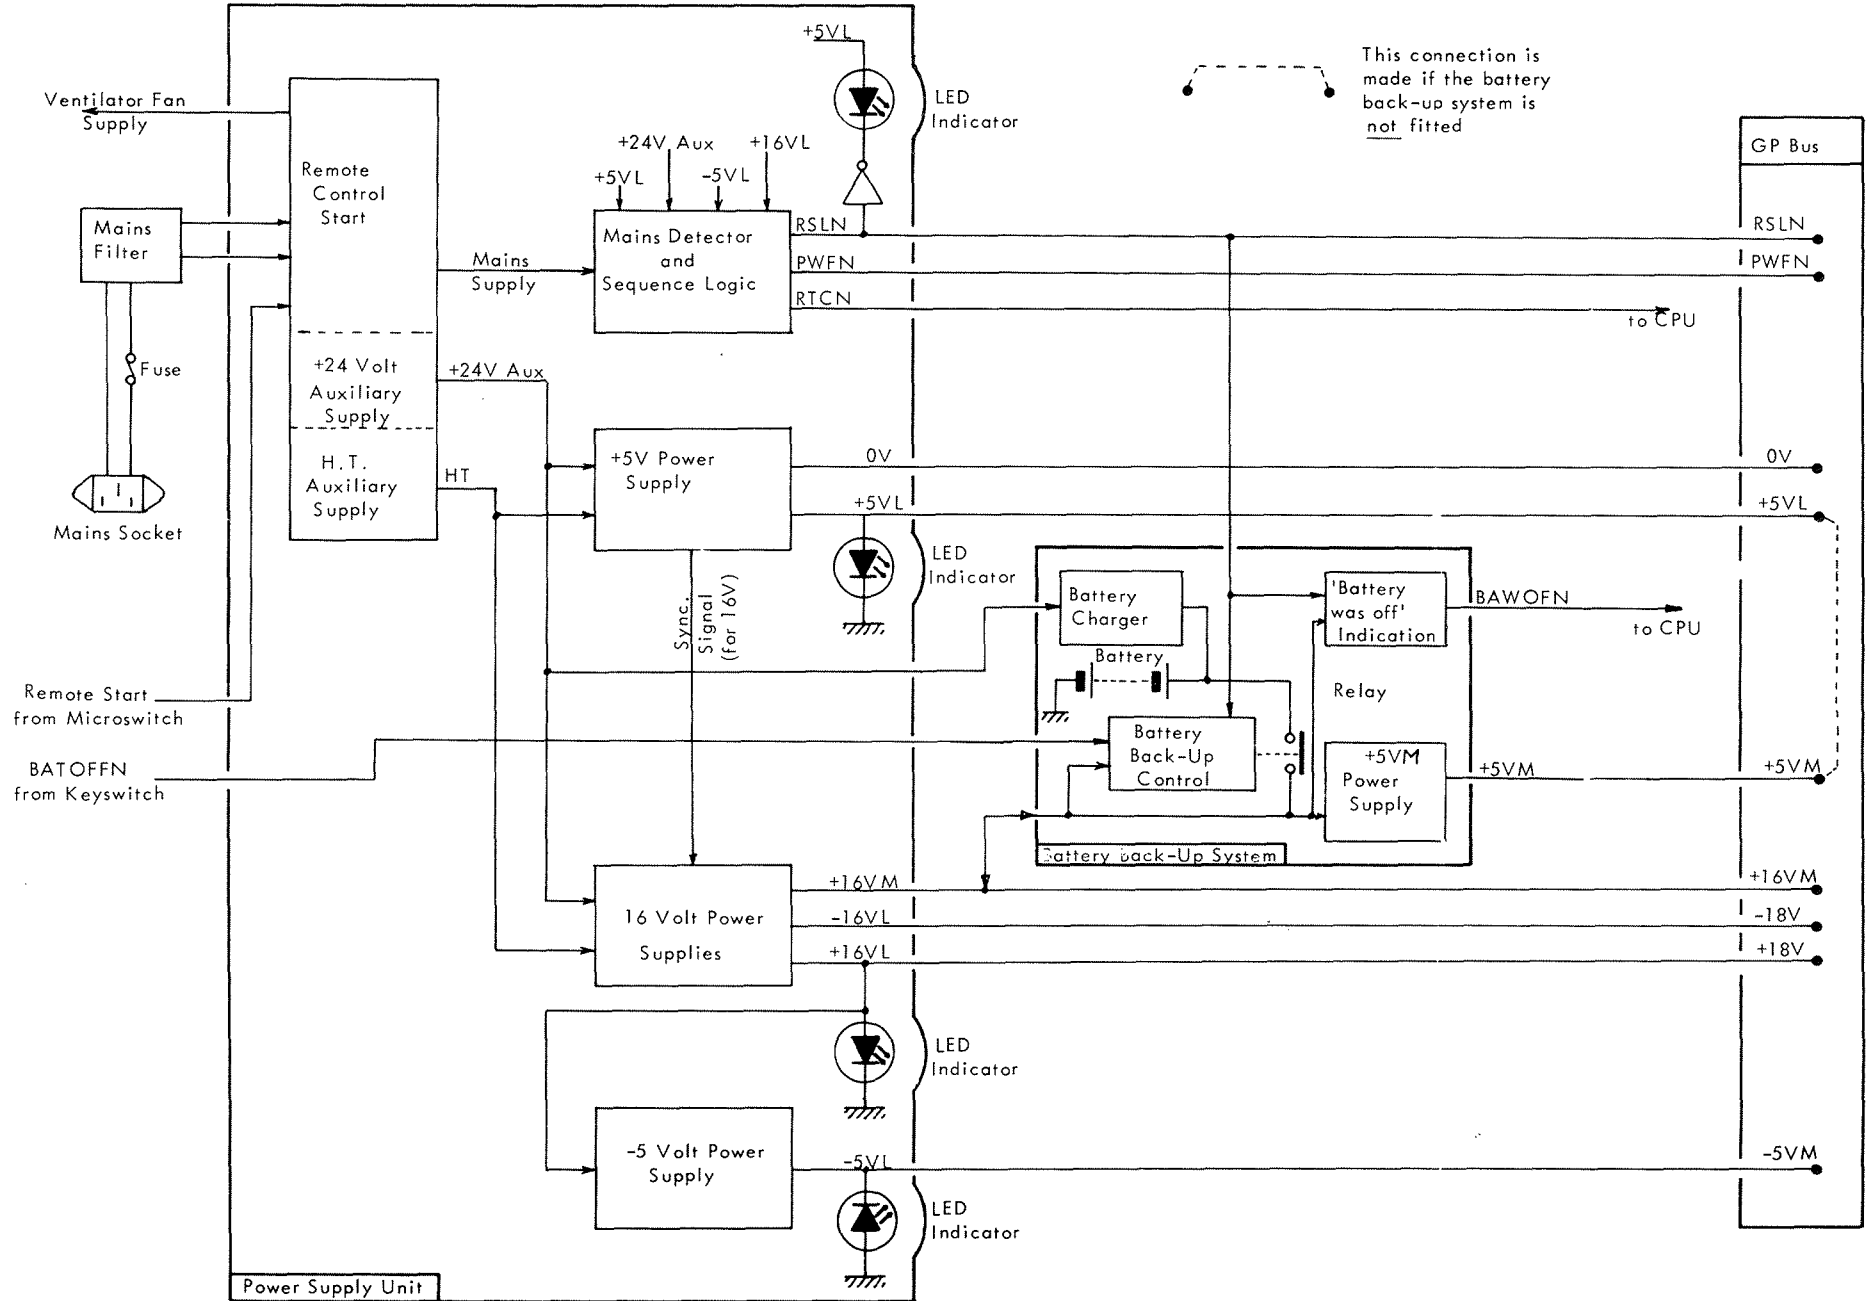 +5VL
This connection is
made if the battery
back-up system is
not fitted
Ventilator Fan
Supply
LED
Indicator
GP Bus
Remote
Control
Start
+24V Aux
+16VL
+5VL
-5VL
Mains
Filter
Mains Detector
and
Sequence Logic
RSLN
PWFN
RTCN
RSLN
PWFN
to CPU
Mains
Supply
Fuse
+24 Volt
Auxiliary
Supply
+24V Aux
H.T.
Auxiliary
Supply
HT
+5V Power
Supply
0V
+5VL
0V
+5VL
Mains Socket
LED
Indicator
Sync.
Signal
(for 16V)
Battery
Charger
'Battery
was off'
Indication
BAWOFN
to CPU
Battery
Relay
Remote Start
from Microswitch
Battery
Back-Up
Control
+5VM
Power
Supply
+5VM
+5VM
BATOFFN
from Keyswitch
Battery Back-Up System
16 Volt Power
Supplies
+16VM
-16VL
+16VL
+16VM
-18V
+18V
LED
Indicator
-5 Volt Power
Supply
-5VL
-5VM
LED
Indicator
Power Supply Unit